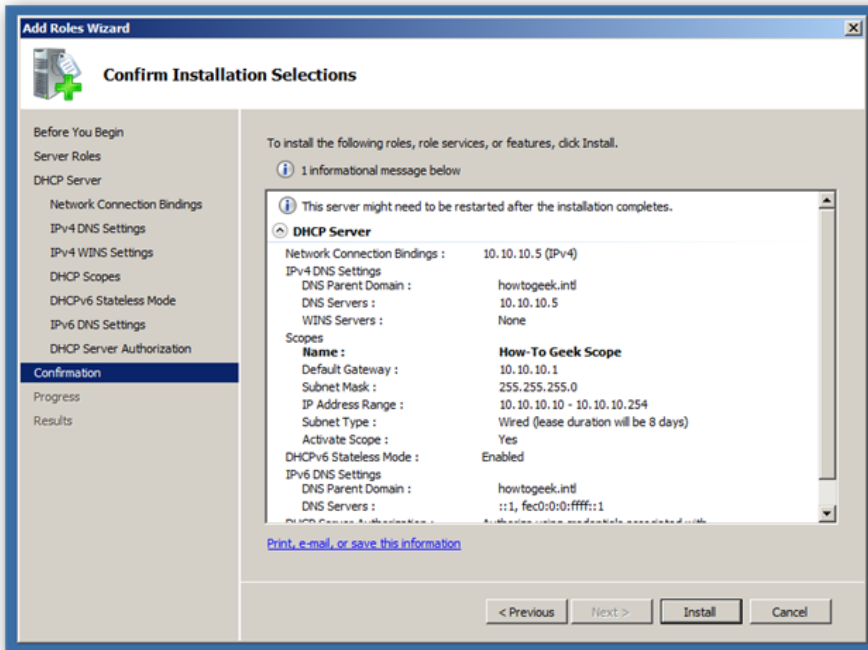 Add Roles Wizard
Confirm Installation Selections
Before You Begin
Server Roles
DHCP Server
Network Connection Bindings
IPv4 DNS Settings
IPv4 WINS Settings
DHCP Scopes
DHCPv6 Stateless Mode
IPv6 DNS Settings
DHCP Server Authorization
Confirmation
Progress
Results
To install the following roles, role services, or features, click Install.
1 informational message below
This server might need to be restarted after the installation completes.
DHCP Server
Network Connection Bindings : 10.10.10.5 (IPv4)
IPv4 DNS Settings
DNS Parent Domain : howtogeek.intl
DNS Servers : 10.10.10.5
WINS Servers : None
Scopes
Name : How-To Geek Scope
Default Gateway : 10.10.10.1
Subnet Mask : 255.255.255.0
IP Address Range : 10.10.10.10 - 10.10.10.254
Subnet Type : Wired (lease duration will be 8 days)
Activate Scope : Yes
DHCPv6 Stateless Mode : Enabled
IPv6 DNS Settings
DNS Parent Domain : howtogeek.intl
DNS Servers : ::1, fec0:0:0:ffff::1
DHCP Server Authorization : Authorize using credentials associated with
Print, e-mail, or save this information
< Previous Next > Install Cancel